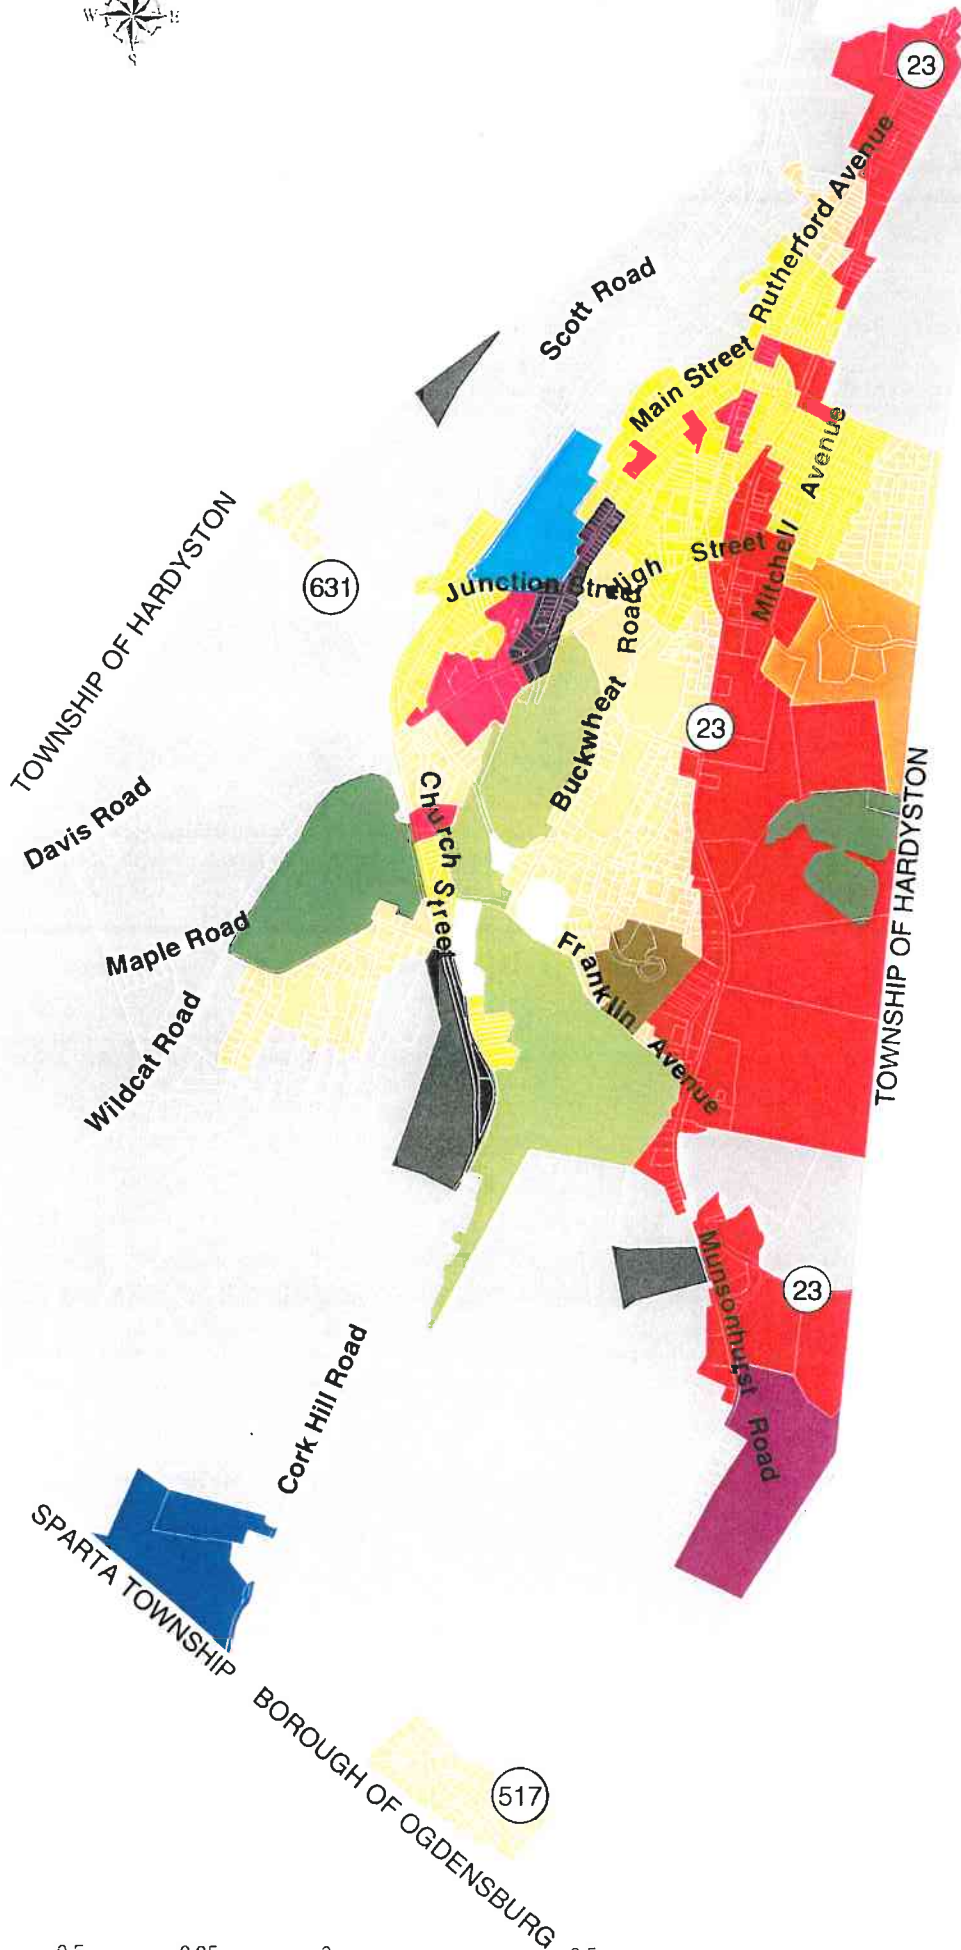 W
S
23
Rutherford Avenue
Scott Road
Main Street
Avenue
TOWNSHIP OF HARDYSTON
Street
High
Mitchell
631
Junction Street
Road
Buckwheat
23
TOWNSHIP OF HARDYSTON
Davis Road
Church Street
Maple Road
Franklin Avenue
Wildcat Road
Munsonhurst Road
23
Cork Hill Road
SPARTA TOWNSHIP
BOROUGH OF OGDENSBURG
517